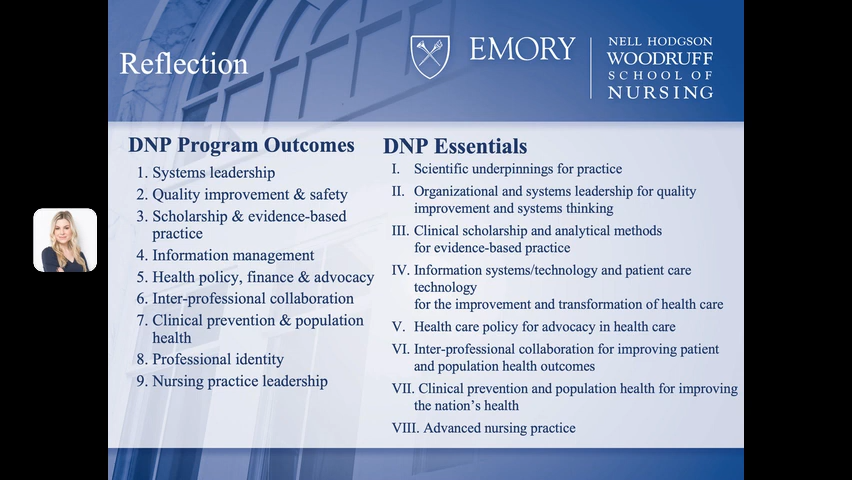 Reflection
EMORY
NELL HODGSON
WOODRUFF
SCHOOL OF
NURSING
DNP Program Outcomes
1. Systems leadership
2. Quality improvement & safety
3. Scholarship & evidence-based
practice
4. Information management
5. Health policy, finance & advocacy
6. Inter-professional collaboration
7. Clinical prevention & population
health
8. Professional identity
9. Nursing practice leadership
DNP Essentials
I. Scientific underpinnings for practice
II. Organizational and systems leadership for quality
improvement and systems thinking
III. Clinical scholarship and analytical methods
for evidence-based practice
IV. Information systems/technology and patient care
technology
for the improvement and transformation of health care
V. Health care policy for advocacy in health care
VI. Inter-professional collaboration for improving patient
and population health outcomes
VII. Clinical prevention and population health for improving
the nation’s health
VIII. Advanced nursing practice